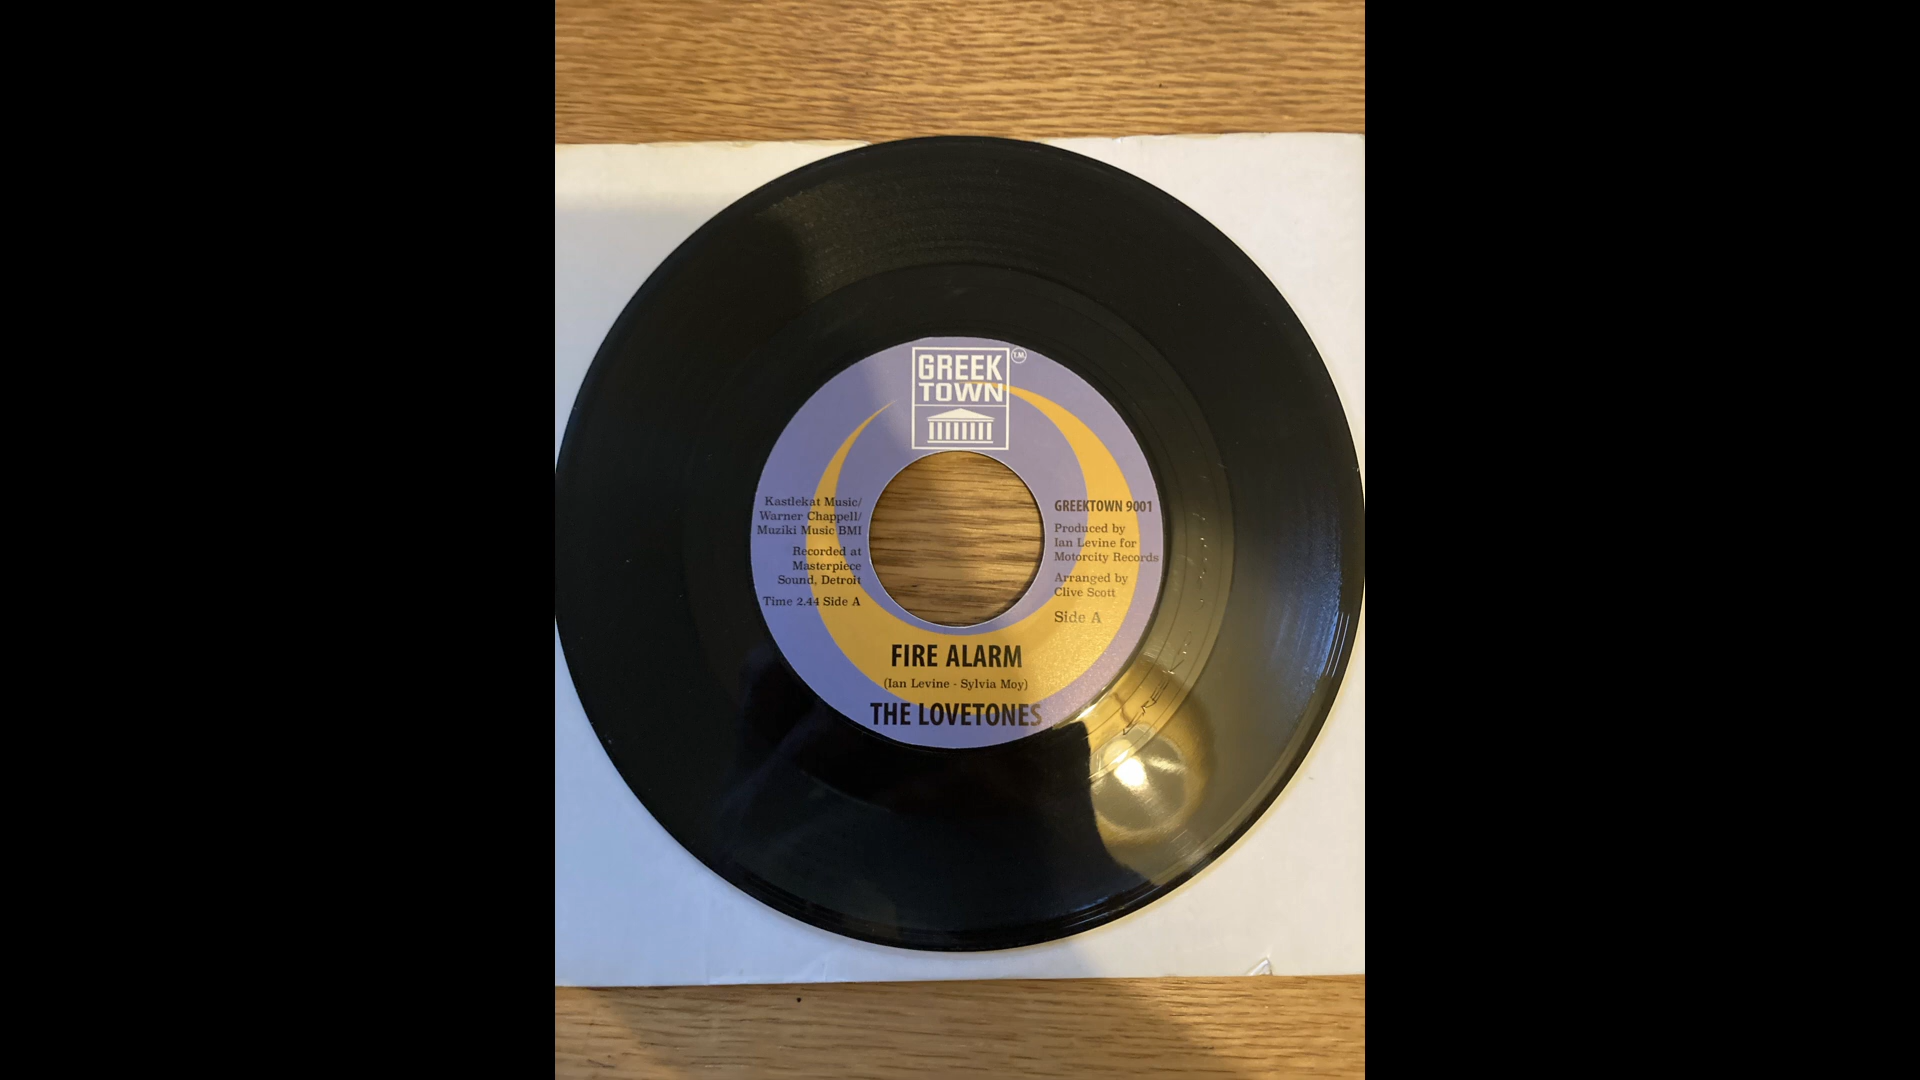 GREEK
TOWN
T.M.
Kastlekat Music/
Warner Chappell/
Muziki Music BMI
Recorded at
Masterpiece
Sound, Detroit
Time 2.44 Side A
GREEKTOWN 9001
Produced by
Ian Levine for
Motorcity Records
Arranged by
Clive Scott
Side A
FIRE ALARM
(Ian Levine - Sylvia Moy)
THE LOVETONES